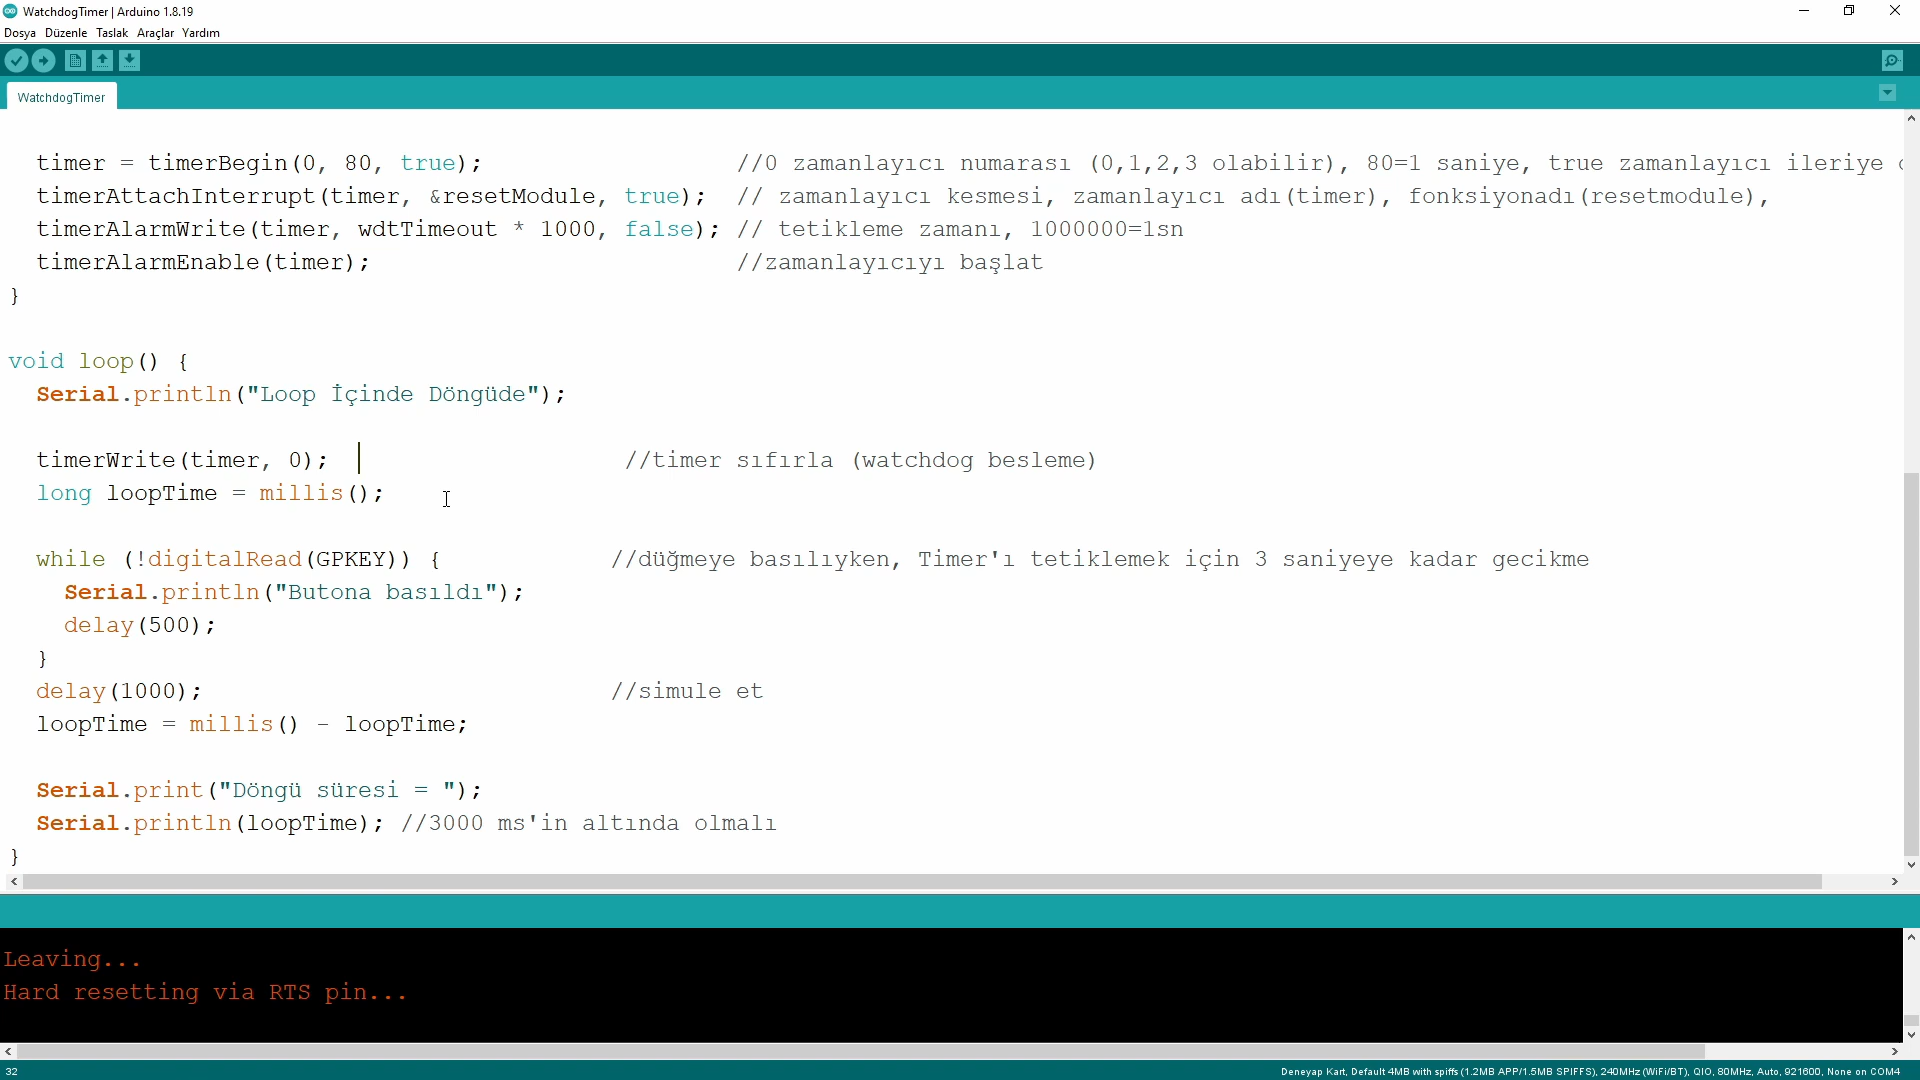 WatchdogTimer | Arduino 1.8.19
Dosya Düzenle Taslak Araçlar Yardım
WatchdogTimer
timer = timerBegin(0, 80, true); //0 zamanlayıcı numarası (0,1,2,3 olabilir), 80=1 saniye, true zamanlayıcı ileriye
timerAttachInterrupt(timer, &resetModule, true); // zamanlayıcı kesmesi, zamanlayıcı adı(timer), fonksiyonadı(resetmodule),
timerAlarmWrite(timer, wdtTimeout * 1000, false); // tetikleme zamanı, 1000000=1sn
timerAlarmEnable(timer); //zamanlayıcıyı başlat
}
void loop() {
Serial.println("Loop İçinde Döngüde");
timerWrite(timer, 0); //timer sıfırla (watchdog besleme)
long loopTime = millis();
while (!digitalRead(GPKEY)) { //düğmeye basılıyken, Timer'ı tetiklemek için 3 saniyeye kadar gecikme
Serial.println("Butona basıldı");
delay(500);
}
delay(1000); //simule et
loopTime = millis() - loopTime;
Serial.print("Döngü süresi = ");
Serial.println(loopTime); //3000 ms'in altında olmalı
}
Leaving...
Hard resetting via RTS pin...
32 Deneyap Kart, Default 4MB with spiffs (1.2MB APP/1.5MB SPIFFS), 240MHz (WiFi/BT), QIO, 80MHz, Auto, 921600, None on COM4